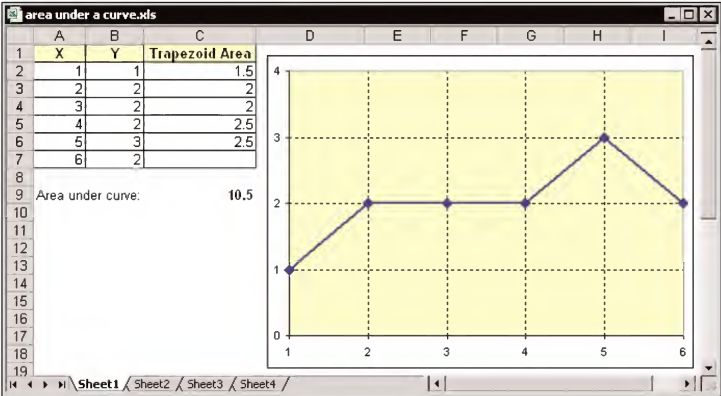 area under a curve.xls
A B C D E F G H I
1 X Y Trapezoid Area
2 1 1 1.5
3 2 2 2
4 3 2 2
5 4 2 2.5
6 5 3 2.5
7 6 2
8
9 Area under curve: 10.5
10
11
12
13
14
15
16
17
18
19
4
3
2
1
0
1 2 3 4 5 6
Sheet1 Sheet2 Sheet3 Sheet4